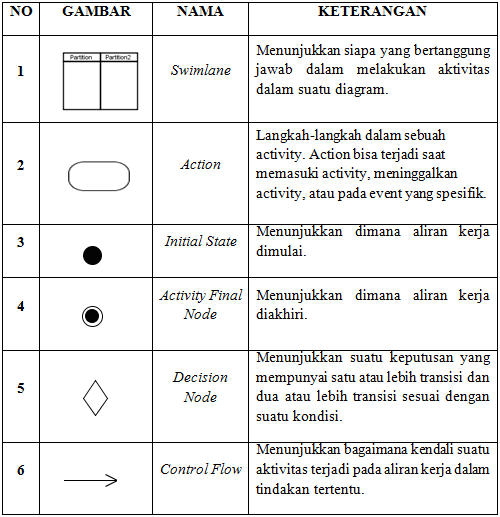 NO GAMBAR NAMA KETERANGAN
1
Partition Partition2
Swimlane
Menunjukkan siapa yang bertanggung
jawab dalam melakukan aktivitas
dalam suatu diagram.
2
Action
Langkah-langkah dalam sebuah
activity. Action bisa terjadi saat
memasuki activity, meninggalkan
activity, atau pada event yang spesifik.
3
Initial State
Menunjukkan dimana aliran kerja
dimulai.
4
Activity Final
Node
Menunjukkan dimana aliran kerja
diakhiri.
5
Decision
Node
Menunjukkan suatu keputusan yang
mempunyai satu atau lebih transisi dan
dua atau lebih transisi sesuai dengan
suatu kondisi.
6
Control Flow
Menunjukkan bagaimana kendali suatu
aktivitas terjadi pada aliran kerja dalam
tindakan tertentu.